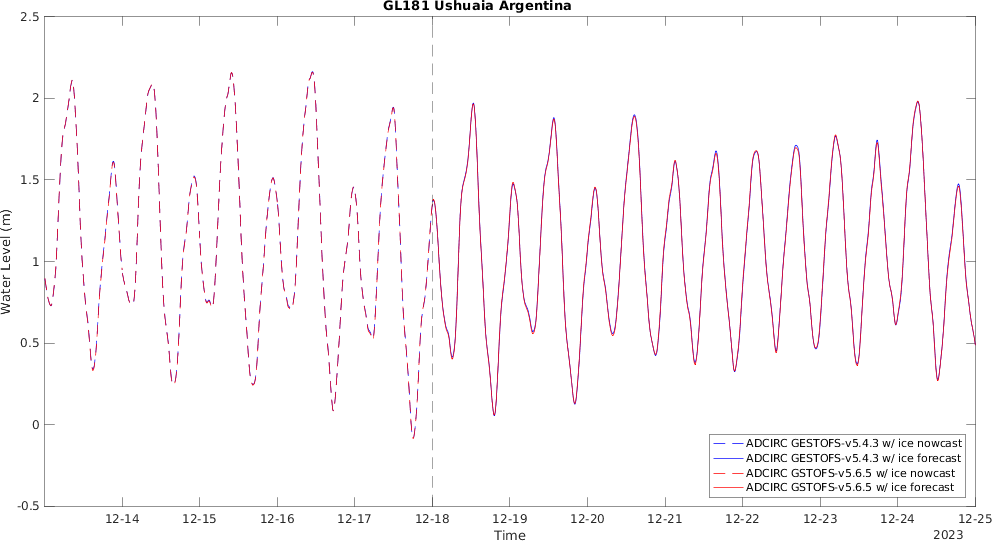 GL181 Ushuaia Argentina
2.5
2
1.5
1
0.5
0
-0.5
Water Level (m)
12-14 12-15 12-16 12-17 12-18 12-19 12-20 12-21 12-22 12-23 12-24 12-25
Time
2023
ADCIRC GESTOFS-v5.4.3 w/ ice nowcast
ADCIRC GESTOFS-v5.4.3 w/ ice forecast
ADCIRC GSTOFS-v5.6.5 w/ ice nowcast
ADCIRC GSTOFS-v5.6.5 w/ ice forecast